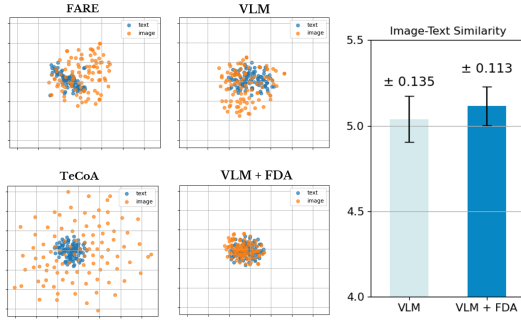 FARE
text
image
VLM
text
image
TeCoA
text
image
VLM + FDA
text
image
Image-Text Similarity
5.5
5.0
4.5
4.0
± 0.135
± 0.113
VLM
VLM + FDA